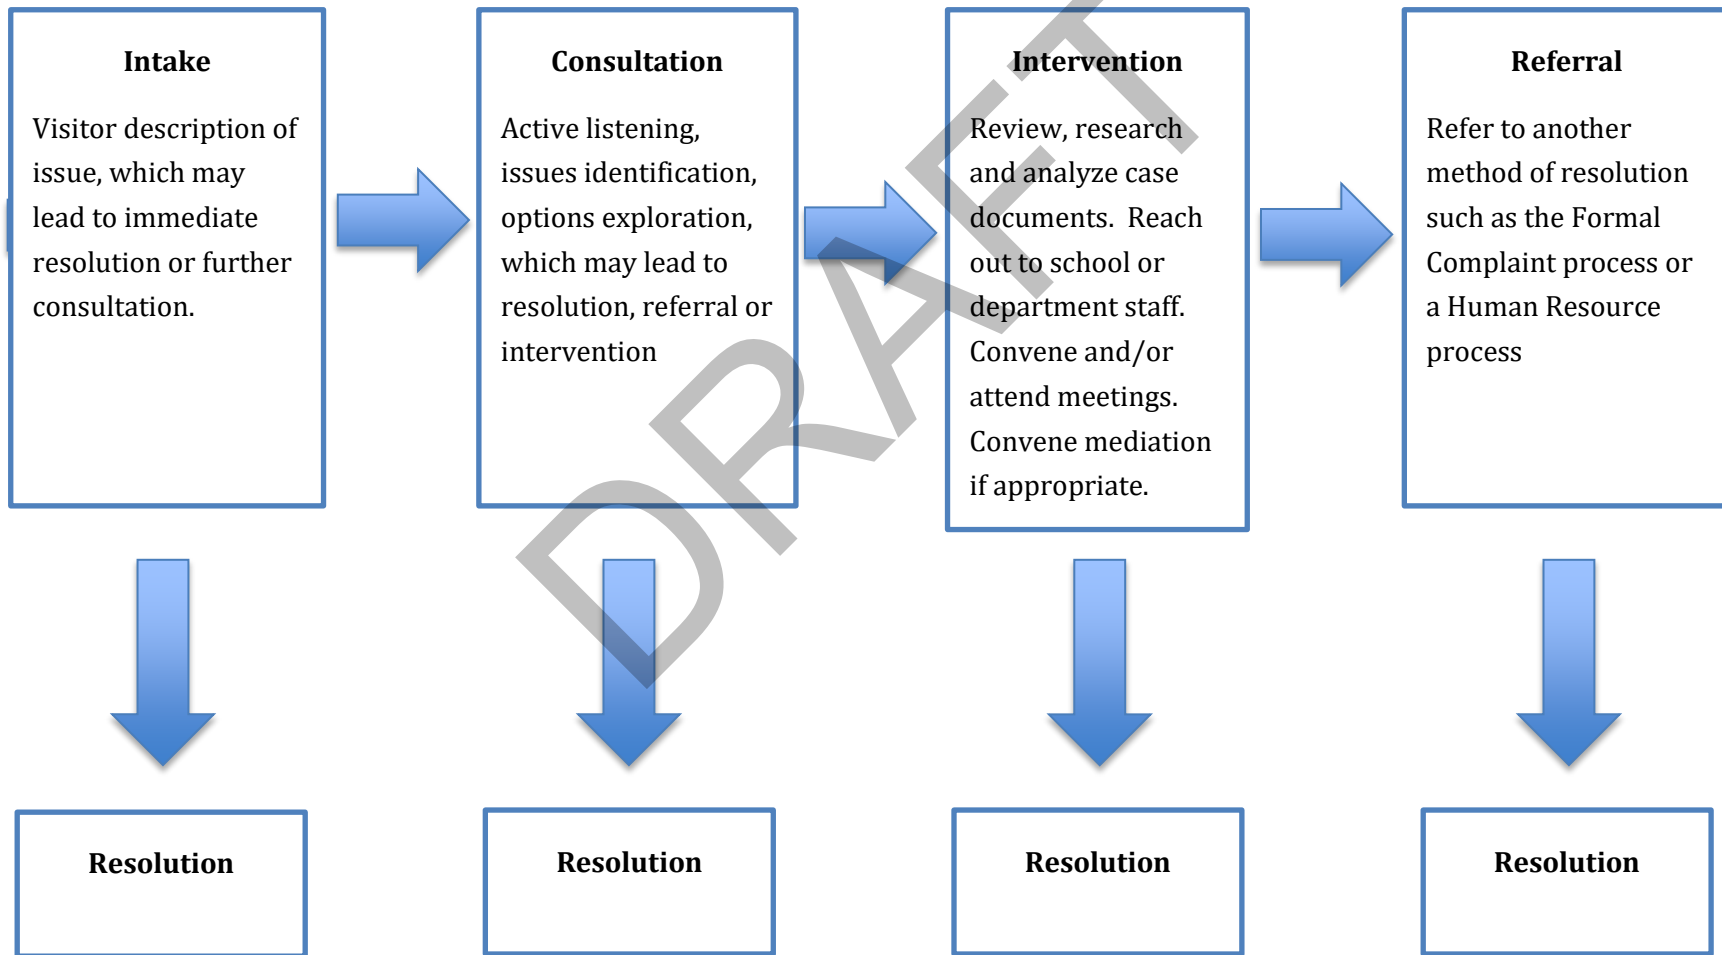 Intake
Visitor description of
issue, which may
lead to immediate
resolution or further
consultation.
Consultation
Active listening,
issues identification,
options exploration,
which may lead to
resolution, referral or
intervention
Intervention
Review, research
and analyze case
documents.  Reach
out to school or
department staff.
Convene and/or
attend meetings.
Convene mediation
if appropriate.
Referral
Refer to another
method of resolution
such as the Formal
Complaint process or
a Human Resource
process
Resolution
Resolution
Resolution
Resolution
DRAFT